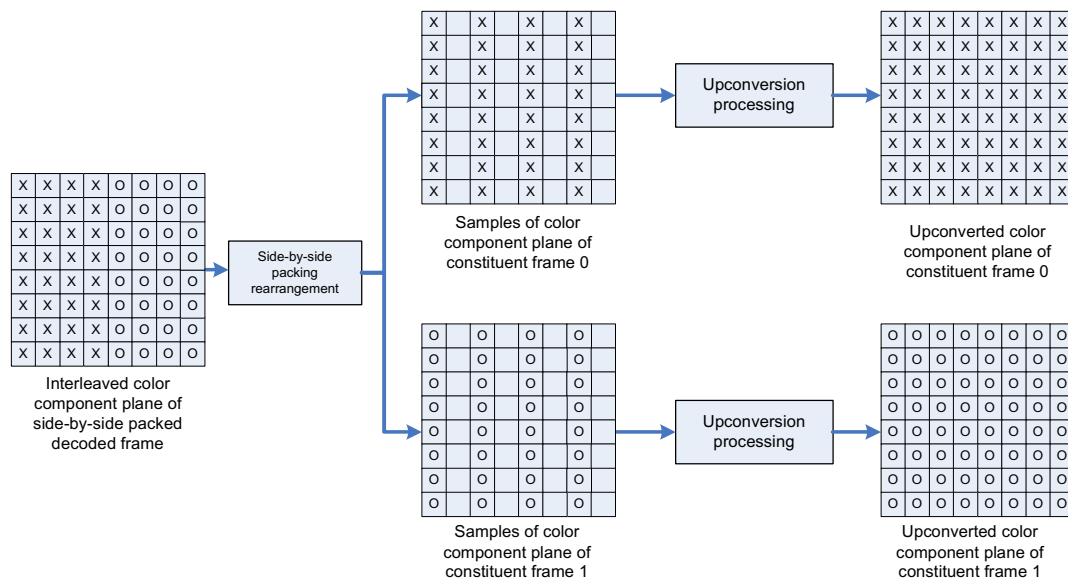 X X X X
X X X X
X X X X
X X X X
X X X X
X X X X
X X X X
X X X X
Samples of color
component plane of
constituent frame 0
Upconversion
processing
X X X X X X X X
X X X X X X X X
X X X X X X X X
X X X X X X X X
X X X X X X X X
X X X X X X X X
X X X X X X X X
X X X X X X X X
Upconverted color
component plane of
constituent frame 0
X X X X O O O O
X X X X O O O O
X X X X O O O O
X X X X O O O O
X X X X O O O O
X X X X O O O O
X X X X O O O O
X X X X O O O O
Interleaved color
component plane of
side-by-side packed
decoded frame
Side-by-side
packing
rearrangement
O O O O
O O O O
O O O O
O O O O
O O O O
O O O O
O O O O
O O O O
Samples of color
component plane of
constituent frame 1
Upconversion
processing
O O O O O O O O
O O O O O O O O
O O O O O O O O
O O O O O O O O
O O O O O O O O
O O O O O O O O
O O O O O O O O
O O O O O O O O
Upconverted color
component plane of
constituent frame 1